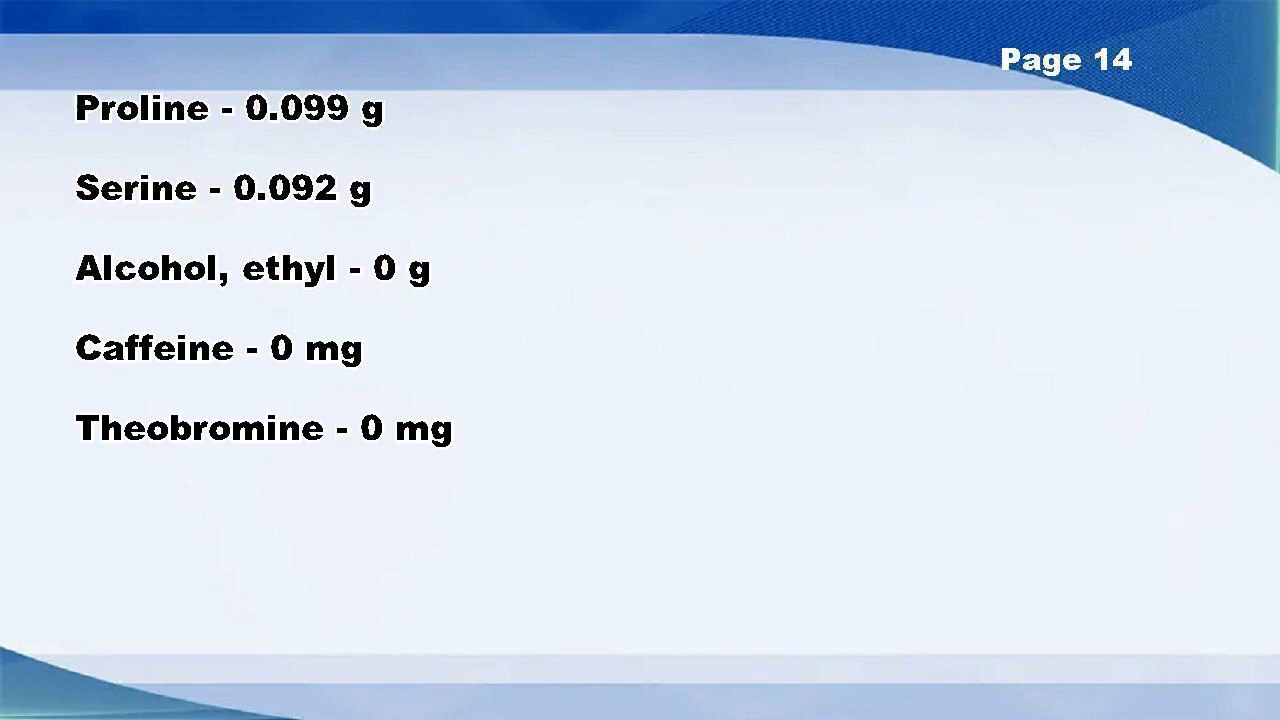 Page 14
Proline - 0.099 g
Serine - 0.092 g
Alcohol, ethyl - 0 g
Caffeine - 0 mg
Theobromine - 0 mg